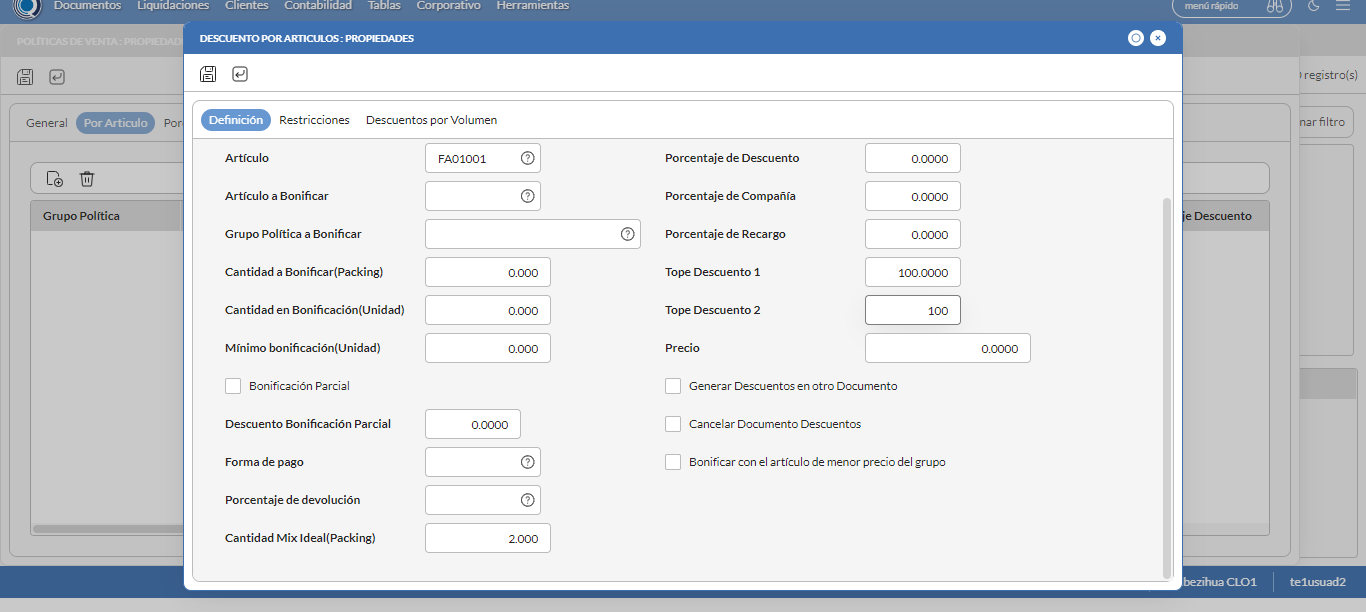 Documentos Liquidaciones Clientes Contabilidad Tablas Corporativo Herramientas menú rápido
POLÍTICAS DE VENTA : PROPIEDAD
DESCUENTO POR ARTICULOS : PROPIEDADES
registro(s)
General Por Articulo Por
nar filtro
Definición Restricciones Descuentos por Volumen
Grupo Política
je Descuento
Artículo FA01001 Porcentaje de Descuento 0.0000
Artículo a Bonificar Porcentaje de Compañía 0.0000
Grupo Política a Bonificar Porcentaje de Recargo 0.0000
Cantidad a Bonificar(Packing) 0.000 Tope Descuento 1 100.0000
Cantidad en Bonificación(Unidad) 0.000 Tope Descuento 2 100
Mínimo bonificación(Unidad) 0.000 Precio 0.0000
Bonificación Parcial Generar Descuentos en otro Documento
Descuento Bonificación Parcial 0.0000 Cancelar Documento Descuentos
Forma de pago Bonificar con el artículo de menor precio del grupo
Porcentaje de devolución
Cantidad Mix Ideal(Packing) 2.000
bezihua CLO1 te1usuad2